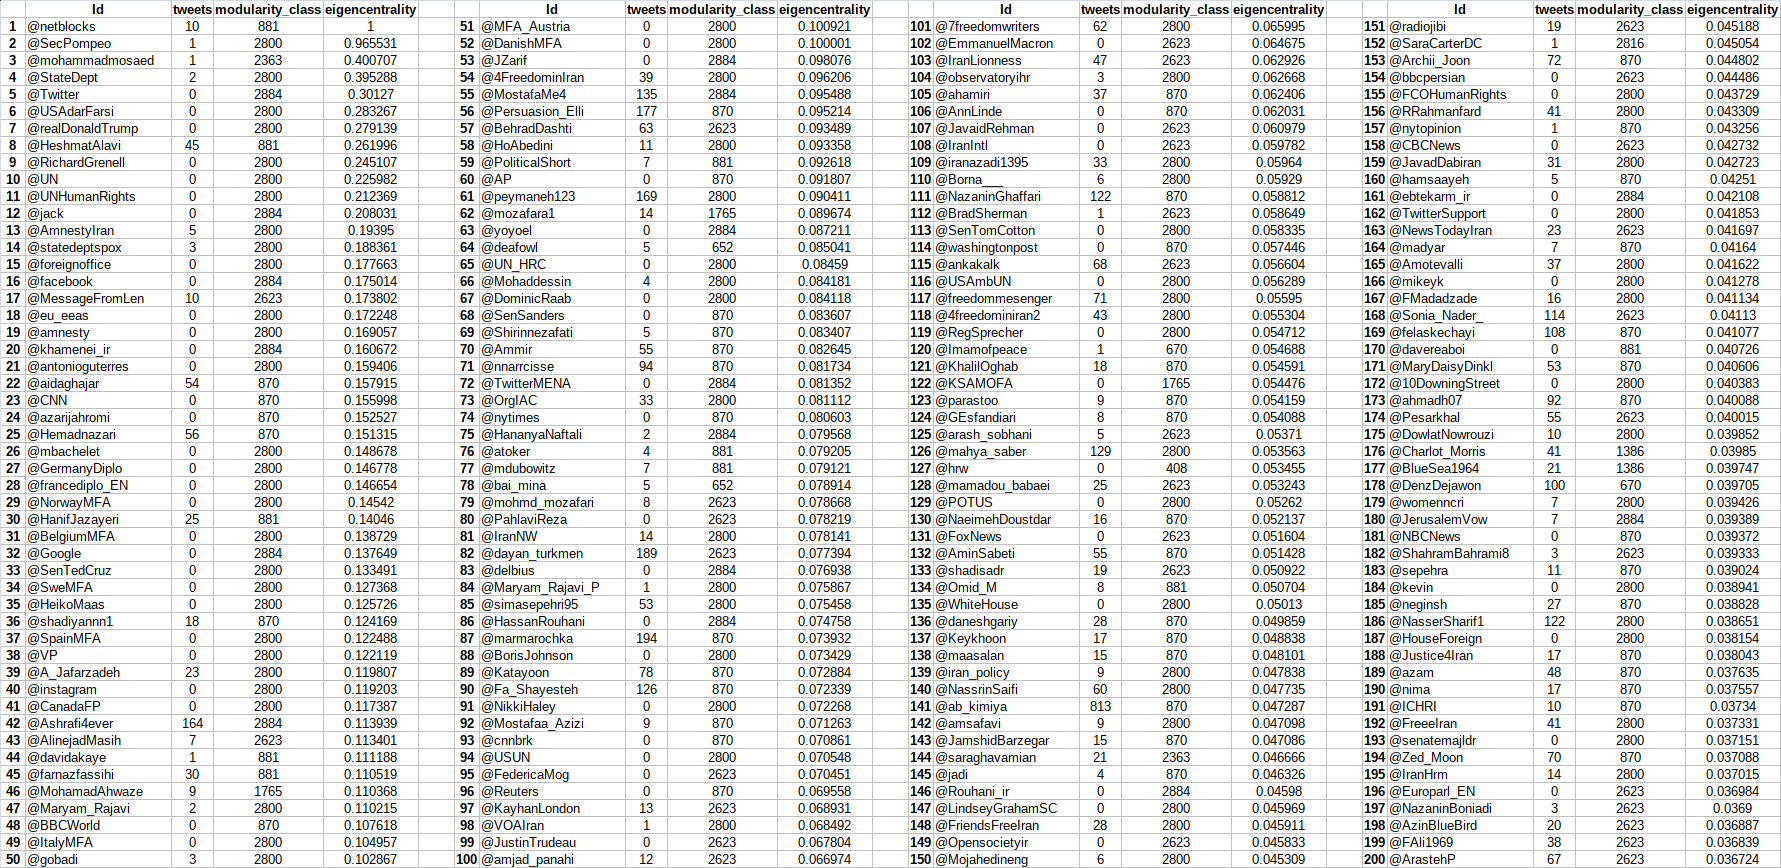 Id tweets modularity_class eigencentrality
1 @netblocks 10 881 1
2 @SecPompeo 1 2800 0.965531
3 @mohammadmosaed 1 2363 0.400707
4 @StateDept 2 2800 0.395288
5 @Twitter 0 2884 0.30127
6 @USAdarFarsi 0 2800 0.283267
7 @realDonaldTrump 0 2800 0.279139
8 @HeshmatAlavi 45 881 0.261996
9 @RichardGrenell 0 2800 0.245107
10 @UN 0 2800 0.225982
11 @UNHumanRights 0 2800 0.212369
12 @jack 0 2884 0.208031
13 @AmnestyIran 5 2800 0.19395
14 @statedeptspox 3 2800 0.188361
15 @foreignoffice 0 2800 0.177663
16 @facebook 0 2884 0.175014
17 @MessageFromLen 10 2623 0.173802
18 @eu_eeas 0 2800 0.172248
19 @amnesty 0 2800 0.169057
20 @khamenei_ir 0 2884 0.160672
21 @antonioguterres 0 2800 0.159406
22 @aidaghajar 54 870 0.157915
23 @CNN 0 870 0.155998
24 @azarijahromi 0 870 0.152527
25 @Hemadnazari 56 870 0.151315
26 @mbachelet 0 2800 0.148678
27 @GermanyDiplo 0 2800 0.146778
28 @francediplo_EN 0 2800 0.146654
29 @NorwayMFA 0 2800 0.14542
30 @HanifJazayeri 25 881 0.14046
31 @BelgiumMFA 0 2800 0.138729
32 @Google 0 2884 0.137649
33 @SenTedCruz 0 2800 0.133491
34 @SweMFA 0 2800 0.127368
35 @HeikoMaas 0 2800 0.125726
36 @shadiyannn1 18 870 0.124169
37 @SpainMFA 0 2800 0.122488
38 @VP 0 2800 0.122119
39 @A_Jafarzadeh 23 2800 0.119807
40 @instagram 0 2800 0.119203
41 @CanadaFP 0 2800 0.117387
42 @Ashrafi4ever 164 2884 0.113939
43 @AlinejadMasih 7 2623 0.113401
44 @davidakaye 1 881 0.111188
45 @farnazfassihi 30 881 0.110519
46 @MohamadAhwaze 9 1765 0.110368
47 @Maryam_Rajavi 2 2800 0.110215
48 @BBCWorld 0 870 0.107618
49 @ItalyMFA 0 2800 0.104957
50 @gobadi 3 2800 0.102867
Id tweets modularity_class eigencentrality
51 @MFA_Austria 0 2800 0.100921
52 @DanishMFA 0 2800 0.100001
53 @JZarif 0 2884 0.098076
54 @4FreedominIran 39 2800 0.096206
55 @MostafaMe4 135 2884 0.095488
56 @Persuasion_Elli 177 870 0.095214
57 @BehradDashti 63 2623 0.093489
58 @HoAbedini 11 2800 0.093358
59 @PoliticalShort 7 881 0.092618
60 @AP 0 870 0.091807
61 @peymaneh123 169 2800 0.090411
62 @mozafara1 14 1765 0.089674
63 @yoyoel 0 2884 0.087211
64 @deafowl 5 652 0.085041
65 @UN_HRC 0 2800 0.08459
66 @Mohaddessin 4 2800 0.084181
67 @DominicRaab 0 2800 0.084118
68 @SenSanders 0 870 0.083607
69 @Shirinnezafati 5 870 0.083407
70 @Ammir 55 870 0.082645
71 @nnarrcisse 94 870 0.081734
72 @TwitterMENA 0 2884 0.081352
73 @OrgIAC 33 2800 0.081112
74 @nytimes 0 870 0.080603
75 @HananyaNaftali 2 2884 0.079568
76 @atoker 4 881 0.079205
77 @mdubowitz 7 881 0.079121
78 @bai_mina 5 652 0.078914
79 @mohmd_mozafari 8 2623 0.078668
80 @PahlaviReza 0 2623 0.078219
81 @IranNW 14 2800 0.078141
82 @dayan_turkmen 189 2623 0.077394
83 @delbius 0 2884 0.076938
84 @Maryam_Rajavi_P 1 2800 0.075867
85 @simasepehri95 53 2800 0.075458
86 @HassanRouhani 0 2884 0.074758
87 @marmarochka 194 870 0.073932
88 @BorisJohnson 0 2800 0.073429
89 @Katayoon 78 870 0.072884
90 @Fa_Shayesteh 126 870 0.072339
91 @NikkiHaley 0 2800 0.072268
92 @Mostafaa_Azizi 9 870 0.071263
93 @cnnbrk 0 870 0.070861
94 @USUN 0 2800 0.070548
95 @FedericaMog 0 2623 0.070451
96 @Reuters 0 870 0.069558
97 @KayhanLondon 13 2623 0.068931
98 @VOAIran 1 2800 0.068492
99 @JustinTrudeau 0 2623 0.067804
100 @amjad_panahi 12 2623 0.066974
Id tweets modularity_class eigencentrality
101 @7freedomwriters 62 2800 0.065995
102 @EmmanuelMacron 0 2623 0.064675
103 @IranLionness 47 2623 0.062926
104 @observatoryihr 3 2800 0.062668
105 @ahamiri 37 870 0.062406
106 @AnnLinde 0 870 0.062031
107 @JavaidRehman 0 2623 0.060979
108 @IranIntl 0 2623 0.059782
109 @iranazadi1395 33 2800 0.05964
110 @Borna___ 6 2800 0.05929
111 @NazaninGhaffari 122 870 0.058812
112 @BradSherman 1 2623 0.058649
113 @SenTomCotton 0 2800 0.058335
114 @washingtonpost 0 870 0.057446
115 @ankakalk 68 2623 0.056604
116 @USAmbUN 0 2800 0.056289
117 @freedommesenger 71 2800 0.05595
118 @4freedominiran2 43 2800 0.055304
119 @RegSprecher 0 2800 0.054712
120 @Imamofpeace 1 670 0.054688
121 @KhalilOghab 18 870 0.054591
122 @KSAMOFA 0 1765 0.054476
123 @parastoo 9 870 0.054159
124 @GEsfandiari 8 870 0.054088
125 @arash_sobhani 5 2623 0.05371
126 @mahya_saber 129 2800 0.053563
127 @hrw 0 408 0.053455
128 @mamadou_babaei 25 2623 0.053243
129 @POTUS 0 2800 0.05262
130 @NaeimehDoustdar 16 870 0.052137
131 @FoxNews 0 2623 0.051604
132 @AminSabeti 55 870 0.051428
133 @shadisadr 19 2623 0.050922
134 @Omid_M 8 881 0.050704
135 @WhiteHouse 0 2800 0.05013
136 @daneshgariy 28 870 0.049859
137 @Keykhoon 17 870 0.048838
138 @maasalan 15 870 0.048101
139 @iran_policy 9 2800 0.047838
140 @NassrinSaifi 60 2800 0.047735
141 @ab_kimiya 813 870 0.047287
142 @amsafavi 9 2800 0.047098
143 @JamshidBarzegar 15 870 0.047086
144 @saraghavamian 21 2363 0.046666
145 @jadi 4 870 0.046326
146 @Rouhani_ir 0 2884 0.04598
147 @LindseyGrahamSC 0 2800 0.045969
148 @FriendsFreeIran 28 2800 0.045911
149 @Opensocietyir 0 2623 0.045833
150 @Mojahedineng 6 2800 0.045309
Id tweets modularity_class eigencentrality
151 @radiojibi 19 2623 0.045188
152 @SaraCarterDC 1 2816 0.045054
153 @Archii_Joon 72 870 0.044802
154 @bbcpersian 0 2623 0.044486
155 @FCOHumanRights 0 2800 0.043729
156 @RRahmanfard 41 2800 0.043309
157 @nytopinion 1 870 0.043256
158 @CBCNews 0 2623 0.042732
159 @JavadDabiran 31 2800 0.042723
160 @hamsaayeh 5 870 0.04251
161 @ebtekarm_ir 0 2884 0.042108
162 @TwitterSupport 0 2800 0.041853
163 @NewsTodayIran 23 2623 0.041697
164 @madyar 7 870 0.04164
165 @Amotevalli 37 2800 0.041622
166 @mikeyk 0 2800 0.041278
167 @FMadadzade 16 2800 0.041134
168 @Sonia_Nader_ 114 2623 0.04113
169 @felaskechayi 108 870 0.041077
170 @davereaboi 0 881 0.040726
171 @MaryDaisyDinkl 53 870 0.040606
172 @10DowningStreet 0 2800 0.040383
173 @ahmadh07 92 870 0.040088
174 @Pesarkhal 55 2623 0.040015
175 @DowlatNowrouzi 10 2800 0.039852
176 @Charlot_Morris 41 1386 0.03985
177 @BlueSea1964 21 1386 0.039747
178 @DenzDejawon 100 670 0.039705
179 @womenncri 7 2800 0.039426
180 @JerusalemVow 7 2884 0.039389
181 @NBCNews 0 870 0.039372
182 @ShahramBahrami8 3 2623 0.039333
183 @sepehra 11 870 0.039024
184 @kevin 0 2800 0.038941
185 @neginsh 27 870 0.038828
186 @NasserSharif1 122 2800 0.038651
187 @HouseForeign 0 2800 0.038154
188 @Justice4Iran 17 870 0.038043
189 @azam 48 870 0.037635
190 @nima 17 870 0.037557
191 @ICHRI 10 870 0.03734
192 @FreeeIran 41 2800 0.037331
193 @senatemajldr 0 2800 0.037151
194 @Zed_Moon 70 870 0.037088
195 @IranHrm 14 2800 0.037015
196 @Europarl_EN 0 2623 0.036984
197 @NazaninBoniadi 3 2623 0.0369
198 @AzinBlueBird 20 2623 0.036887
199 @FAli1969 38 2623 0.036839
200 @ArastehP 67 2623 0.036724